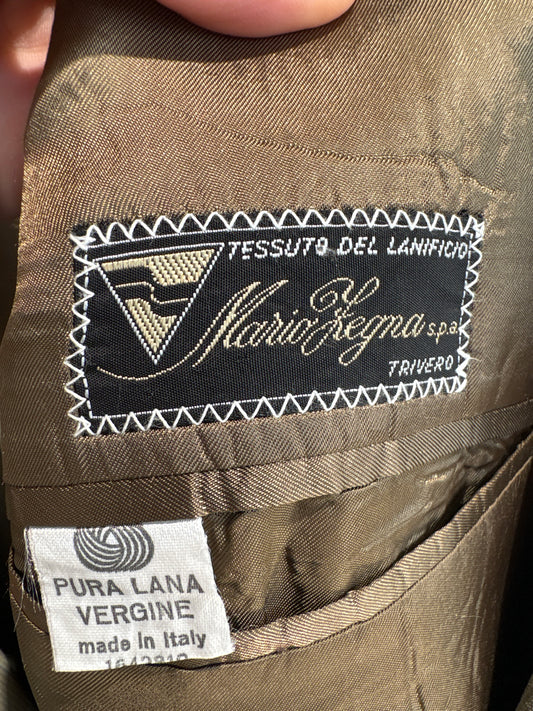 TESSUTO DEL LANIFICIO
Mario Zegna s.p.a.
TRIVERO
PURA LANA
VERGINE
made in Italy